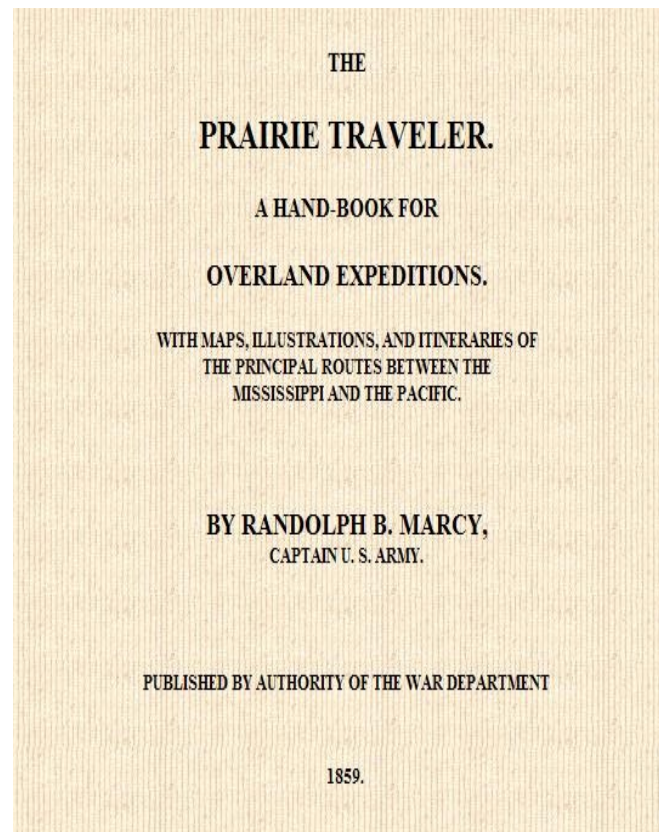 THE
PRAIRIE TRAVELER.
A HAND-BOOK FOR
OVERLAND EXPEDITIONS.
WITH MAPS, ILLUSTRATIONS, AND ITINERARIES OF
THE PRINCIPAL ROUTES BETWEEN THE
MISSISSIPPI AND THE PACIFIC.
BY RANDOLPH B. MARCY,
CAPTAIN U. S. ARMY.
PUBLISHED BY AUTHORITY OF THE WAR DEPARTMENT
1859.